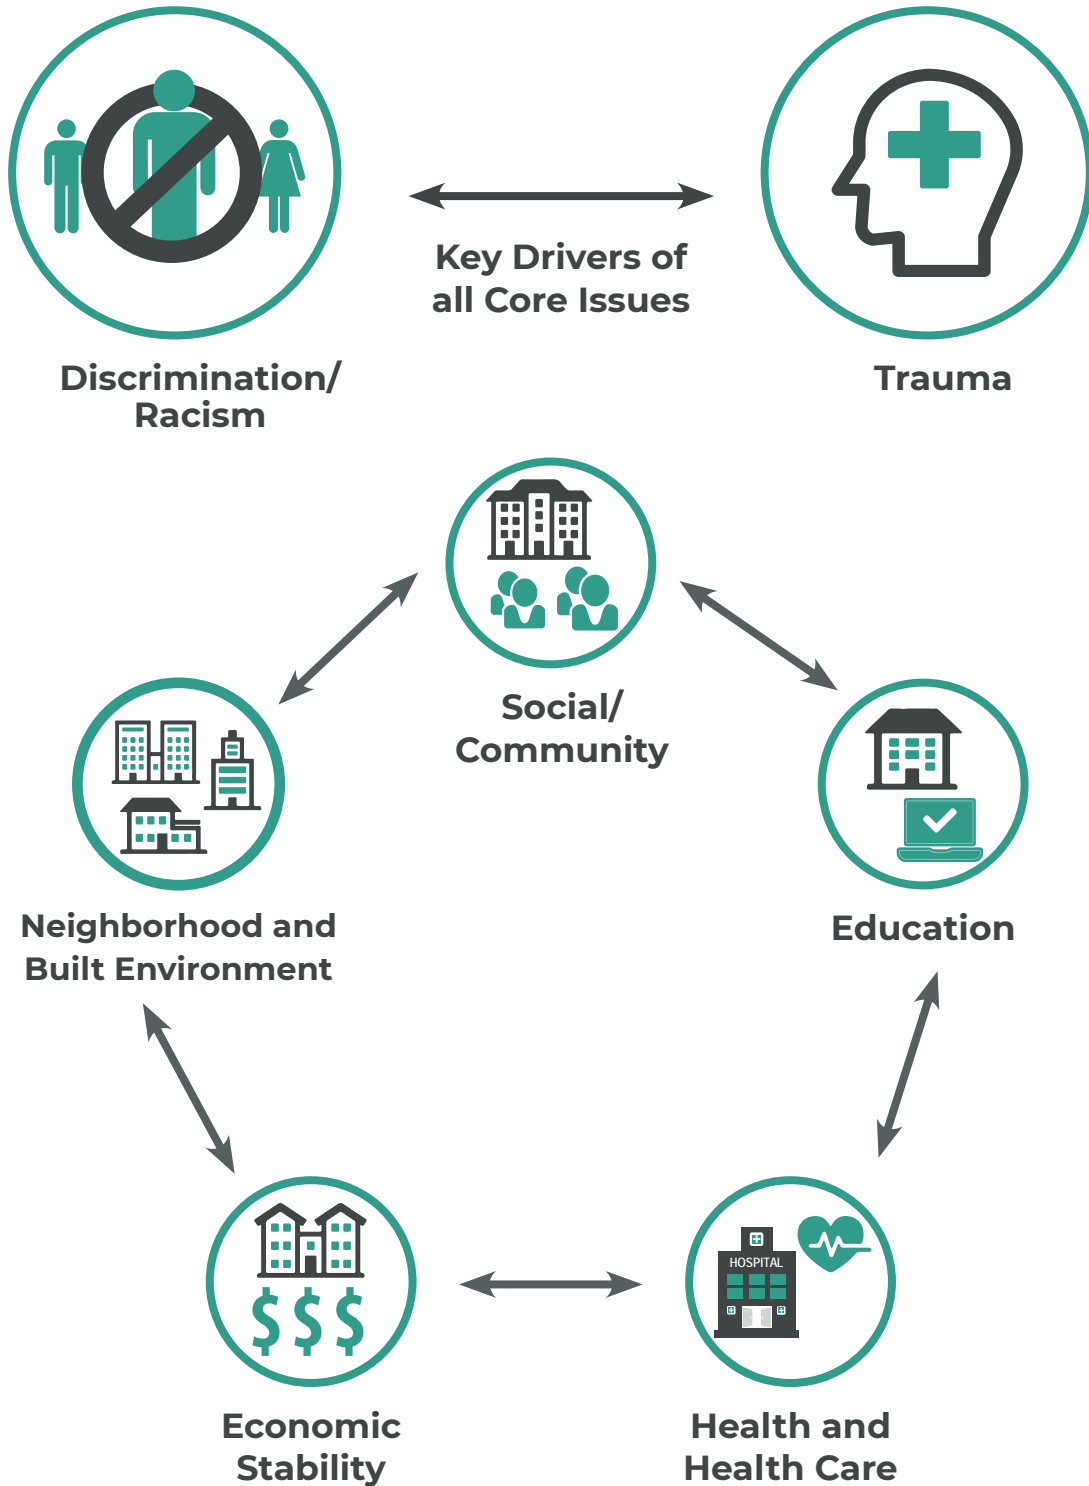 Key Drivers of
all Core Issues
Discrimination/
Racism
Trauma
Social/
Community
Neighborhood and
Built Environment
Education
HOSPITAL
$$$
Economic
Stability
Health and
Health Care